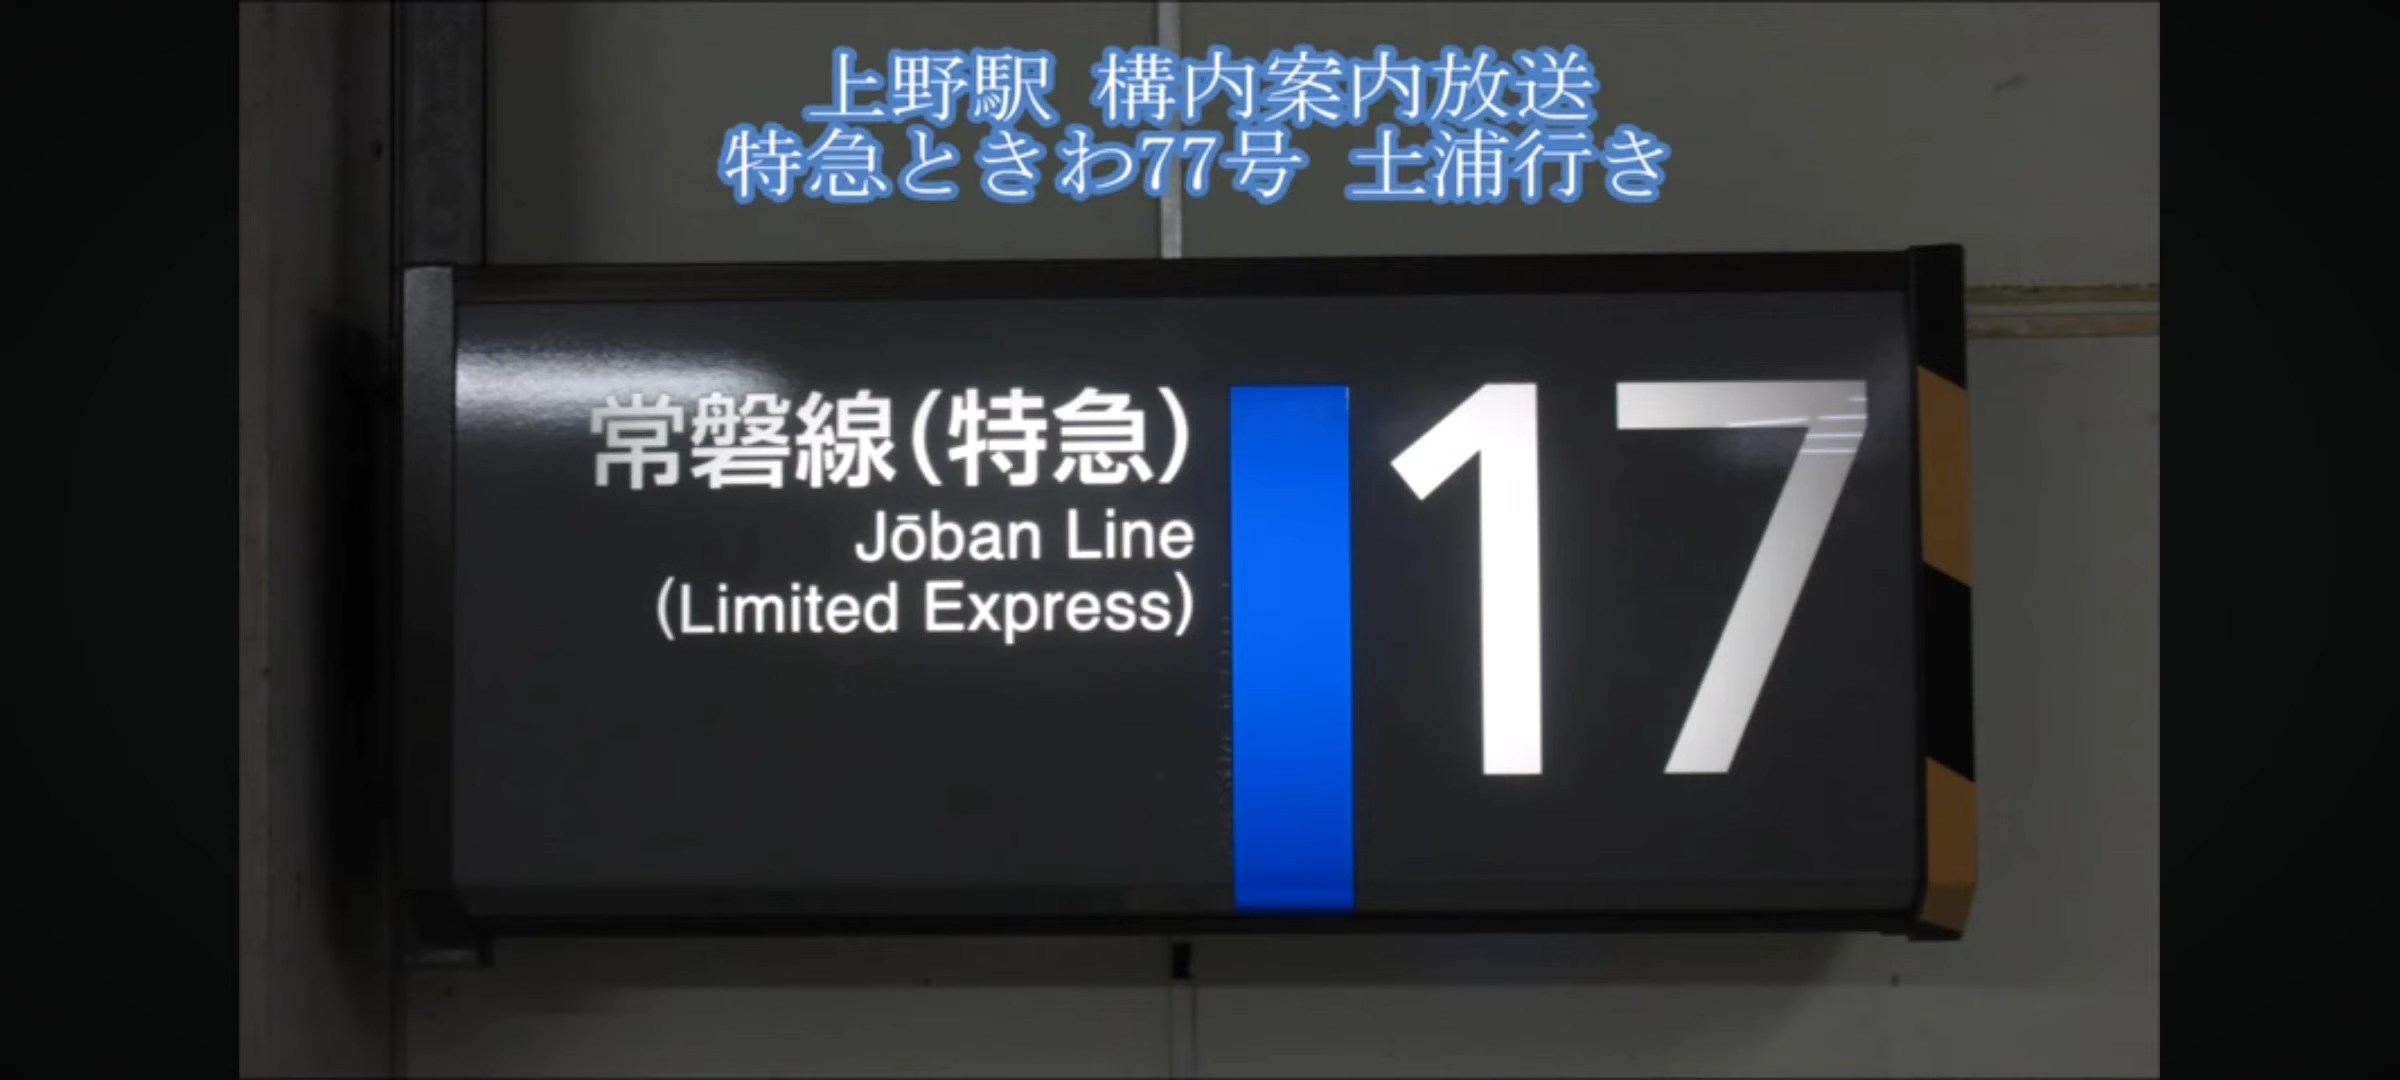 上野駅 構内案内放送
特急ときわ77号 土浦行き
常磐線(特急)
Jōban Line
(Limited Express)
17